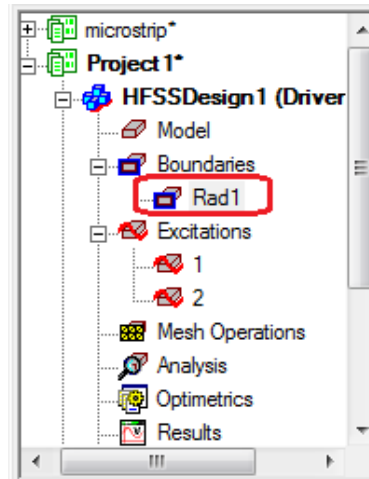 microstrip*
Project1*
HFSSDesign1 (Driver
Model
Boundaries
Rad1
Excitations
1
2
Mesh Operations
Analysis
Optimetrics
Results